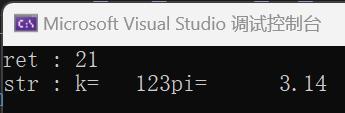 C:\ Microsoft Visual Studio 调试控制台
ret : 21
str : k=   123pi=      3.14